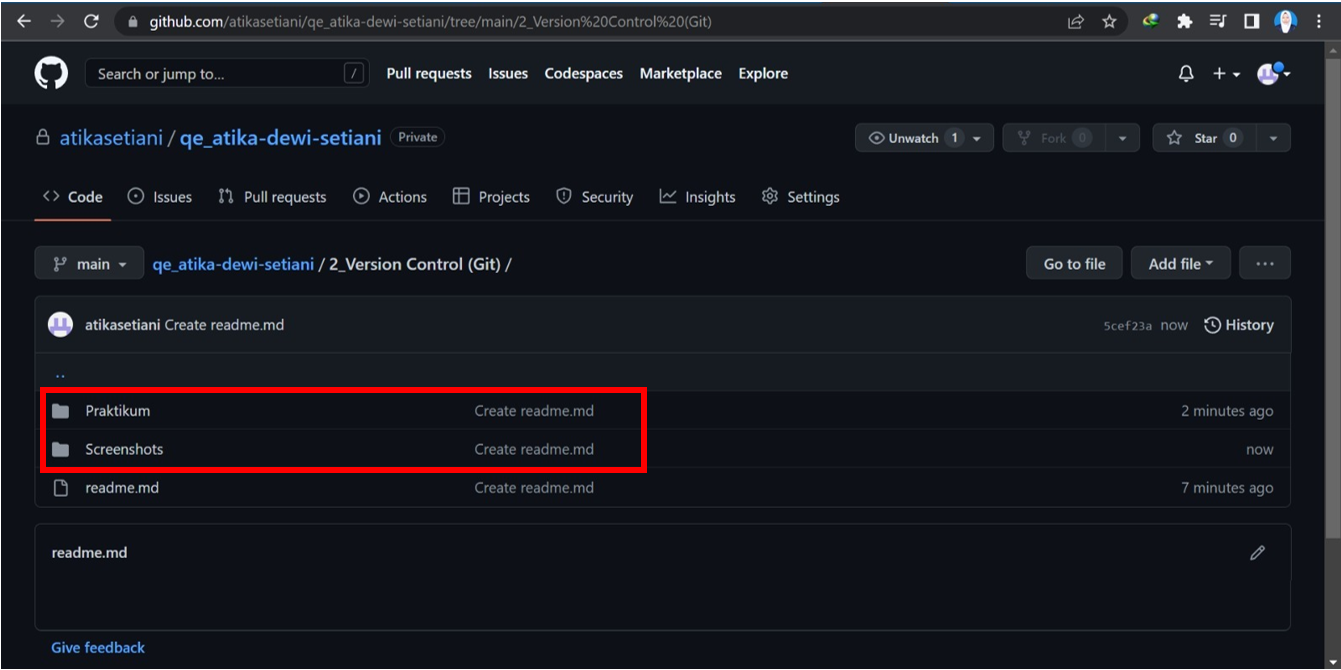 github.com/atikasetiani/qe_atika-dewi-setiani/tree/main/2_Version%20Control%20(Git)
Search or jump to... / Pull requests Issues Codespaces Marketplace Explore
atikasetiani / qe_atika-dewi-setiani Private Unwatch 1 Fork 0 Star 0
Code Issues Pull requests Actions Projects Security Insights Settings
main qe_atika-dewi-setiani / 2_Version Control (Git) / Go to file Add file ...
atikasetiani Create readme.md 5cef23a now History
..
Praktikum Create readme.md 2 minutes ago
Screenshots Create readme.md now
readme.md Create readme.md 7 minutes ago
readme.md
Give feedback